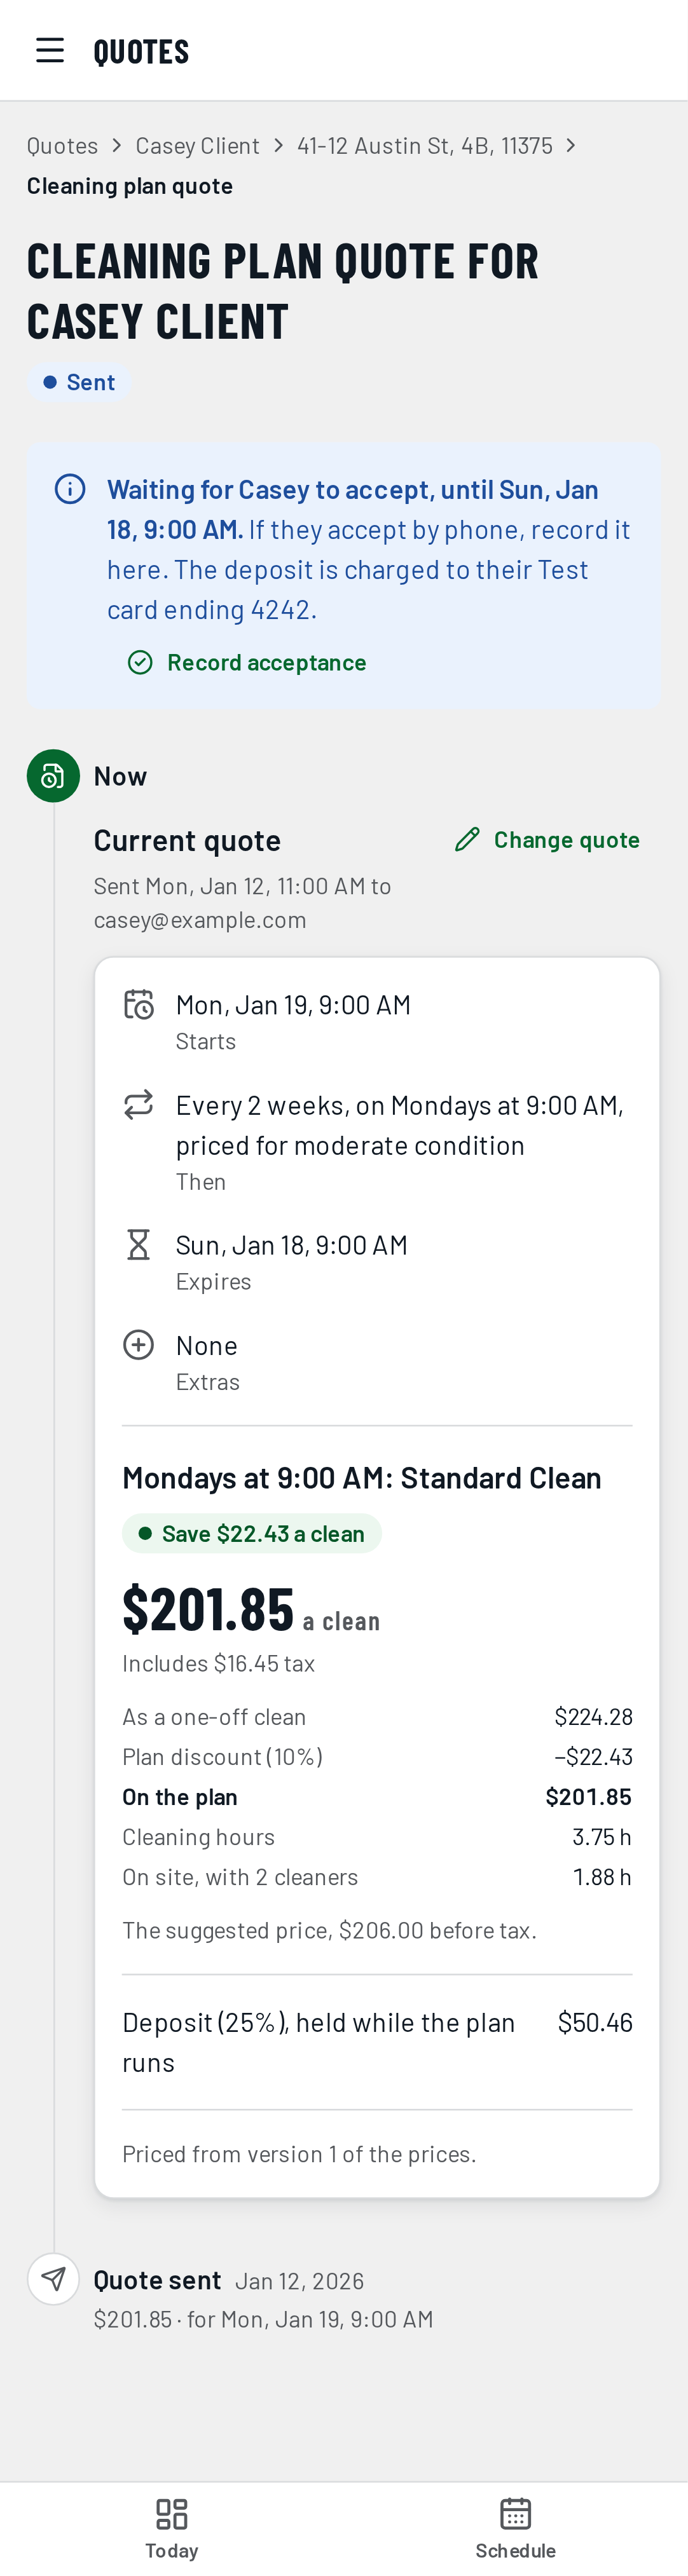 QUOTES
Quotes > Casey Client > 41-12 Austin St, 4B, 11375 >
Cleaning plan quote
CLEANING PLAN QUOTE FOR
CASEY CLIENT
Sent
Waiting for Casey to accept, until Sun, Jan
18, 9:00 AM. If they accept by phone, record it
here. The deposit is charged to their Test
card ending 4242.
Record acceptance
Now
Current quote
Change quote
Sent Mon, Jan 12, 11:00 AM to
casey@example.com
Mon, Jan 19, 9:00 AM
Starts
Every 2 weeks, on Mondays at 9:00 AM,
priced for moderate condition
Then
Sun, Jan 18, 9:00 AM
Expires
None
Extras
Mondays at 9:00 AM: Standard Clean
Save $22.43 a clean
$201.85 a clean
Includes $16.45 tax
As a one-off clean $224.28
Plan discount (10%) −$22.43
On the plan $201.85
Cleaning hours 3.75 h
On site, with 2 cleaners 1.88 h
The suggested price, $206.00 before tax.
Deposit (25%), held while the plan $50.46
runs
Priced from version 1 of the prices.
Quote sent Jan 12, 2026
$201.85 · for Mon, Jan 19, 9:00 AM
Today
Schedule